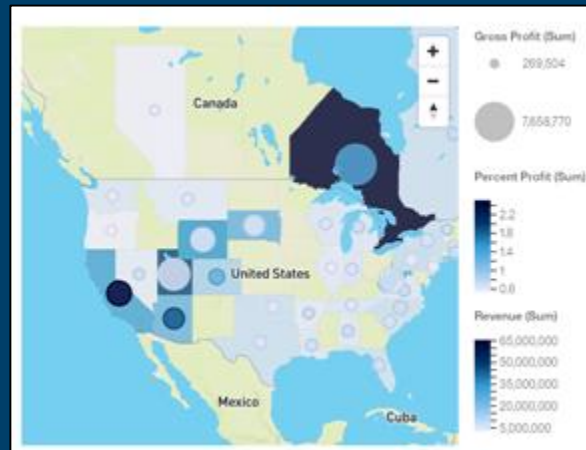 Canada
United States
Mexico
Cuba
+
−
Gross Profit (Sum)
269,504
7,658,770
Percent Profit (Sum)
2.2
1.8
1.4
1
0.6
Revenue (Sum)
65,000,000
50,000,000
35,000,000
20,000,000
5,000,000